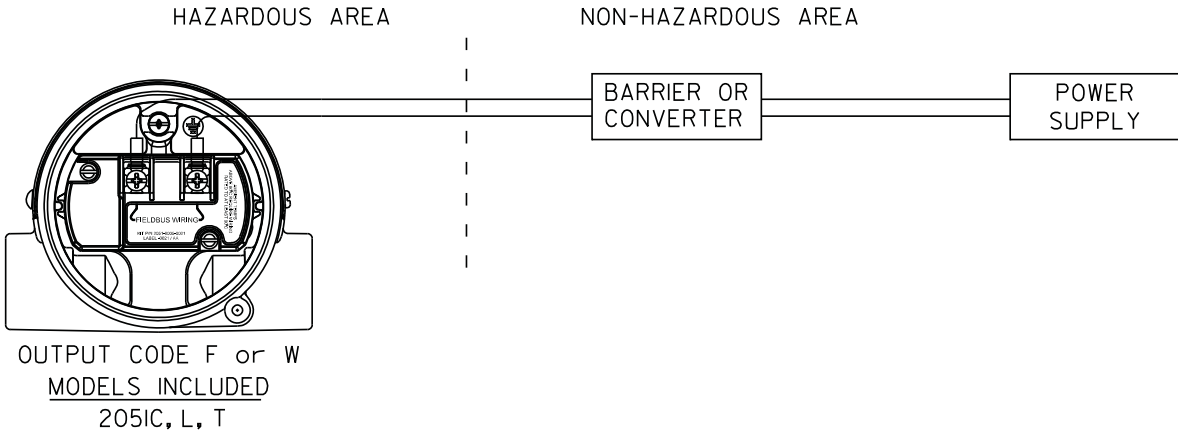 HAZARDOUS AREA
NON-HAZARDOUS AREA
BARRIER OR
CONVERTER
POWER
SUPPLY
FIELDBUS WIRING
OUTPUT CODE F or W
MODELS INCLUDED
2051C, L, T